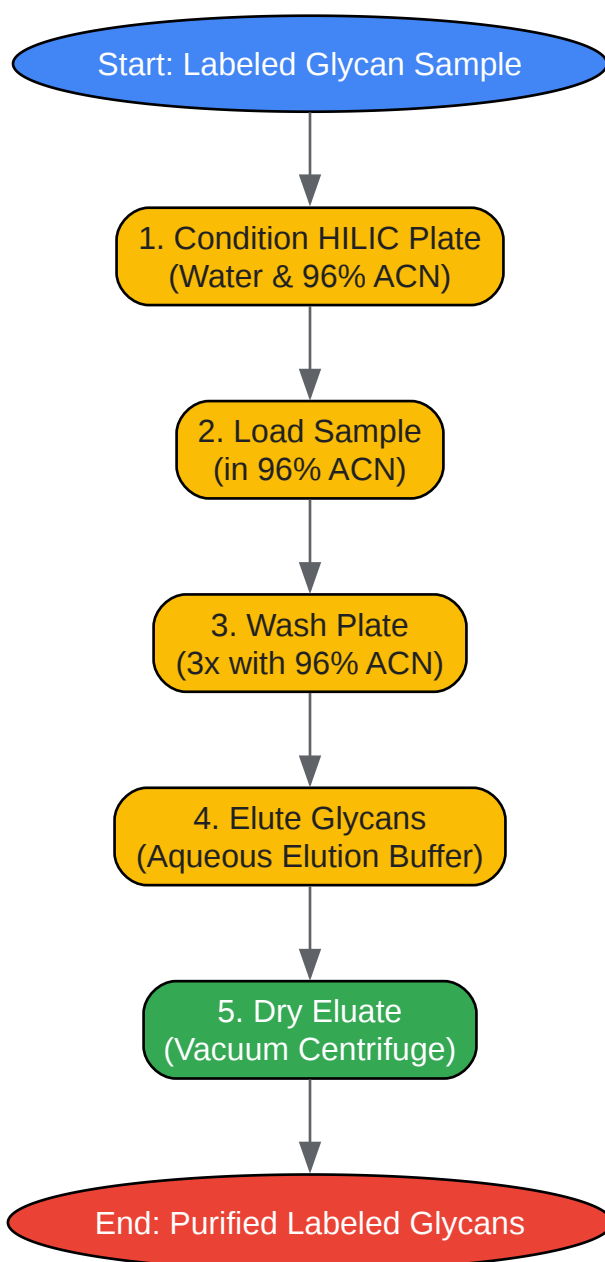 Start: Labeled Glycan Sample
1. Condition HILIC Plate
(Water & 96% ACN)
2. Load Sample
(in 96% ACN)
3. Wash Plate
(3x with 96% ACN)
4. Elute Glycans
(Aqueous Elution Buffer)
5. Dry Eluate
(Vacuum Centrifuge)
End: Purified Labeled Glycans